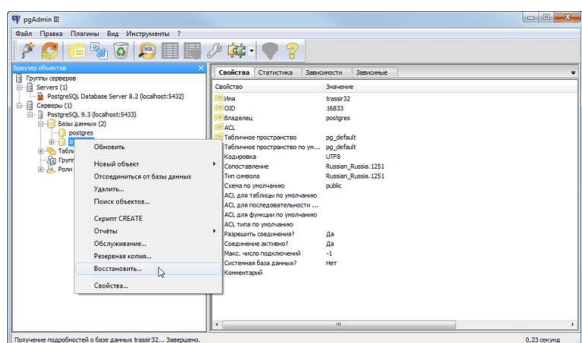 pgAdmin III
Файл Правка Плагины Вид Инструменты ?
Браузер объектов
Группы серверов
Servers (1)
PostgreSQL Database Server 8.2 (localhost:5432)
Серверы (1)
PostgreSQL 9.3 (localhost:5433)
Базы данных (2)
postgres
Табли
Групп
Роли
Обновить
Новый объект
Отсоединиться от базы данных
Удалить...
Поиск объектов...
Скрипт CREATE
Отчёты
Обслуживание...
Резервная копия...
Восстановить...
Свойства...
Свойства Статистика Зависимости Зависимые
Свойство Значение
Имя trassir32
OID 16833
Владелец postgres
ACL
Табличное пространство pg_default
Табличное пространство по ум... pg_default
Кодировка UTF8
Сопоставление Russian_Russia.1251
Тип символа Russian_Russia.1251
Схема по умолчанию public
ACL для таблицы по умолчанию
ACL для последовательности ...
ACL для функции по умолчанию
ACL типа по умолчанию
Разрешить соединения? Да
Соединение активно? Да
Макс. число подключений -1
Системная база данных? Нет
Комментарий
Получение подробностей о базе данных trassir32... Завершено. 0,23 секунд